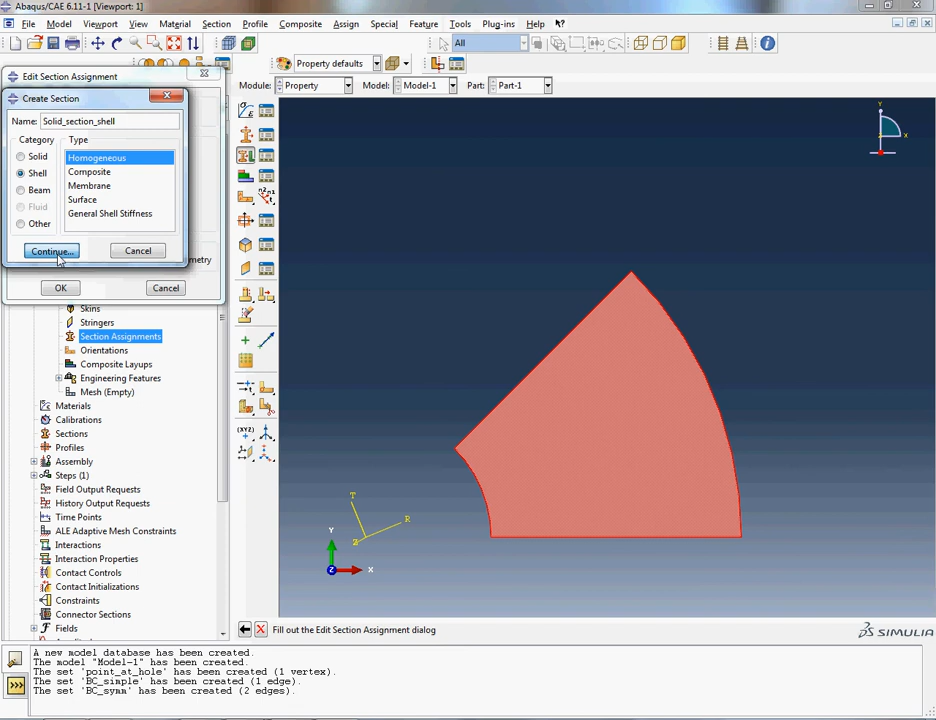 Abaqus/CAE 6.11-1 [Viewport: 1]
File Model Viewport View Material Section Profile Composite Assign Special Feature Tools Plug-ins Help
All
Property defaults
Module: Property Model: Model-1 Part: Part-1
Edit Section Assignment
Create Section
Name: Solid_section_shell
Category Type
Solid Homogeneous
Shell Composite
Beam Membrane
Fluid Surface
Other General Shell Stiffness
Continue... Cancel
metry
OK Cancel
Skins
Stringers
Section Assignments
Orientations
Composite Layups
Engineering Features
Mesh (Empty)
Materials
Calibrations
Sections
Profiles
Assembly
Steps (1)
Field Output Requests
History Output Requests
Time Points
ALE Adaptive Mesh Constraints
Interactions
Interaction Properties
Contact Controls
Contact Initializations
Constraints
Connector Sections
Fields
(XYZ)
Y
X
T
R
Z
Y
Z
X
Fill out the Edit Section Assignment dialog
SIMULIA
A new model database has been created.
The model "Model-1" has been created.
The set 'point_at_hole' has been created (1 vertex).
The set 'BC_simple' has been created (1 edge).
The set 'BC_symm' has been created (2 edges).
>>>